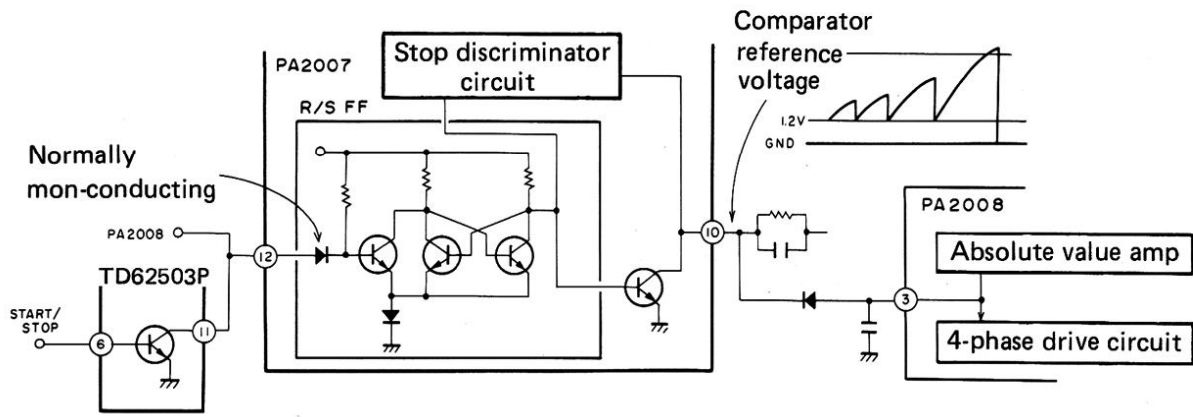 Comparator
reference
voltage
Stop discriminator
circuit
PA2007
R/S FF
1.2V
GND
Normally
mon-conducting
PA2008
PA2008
12
10
Absolute value amp
TD62503P
START/
STOP
6
11
3
4-phase drive circuit